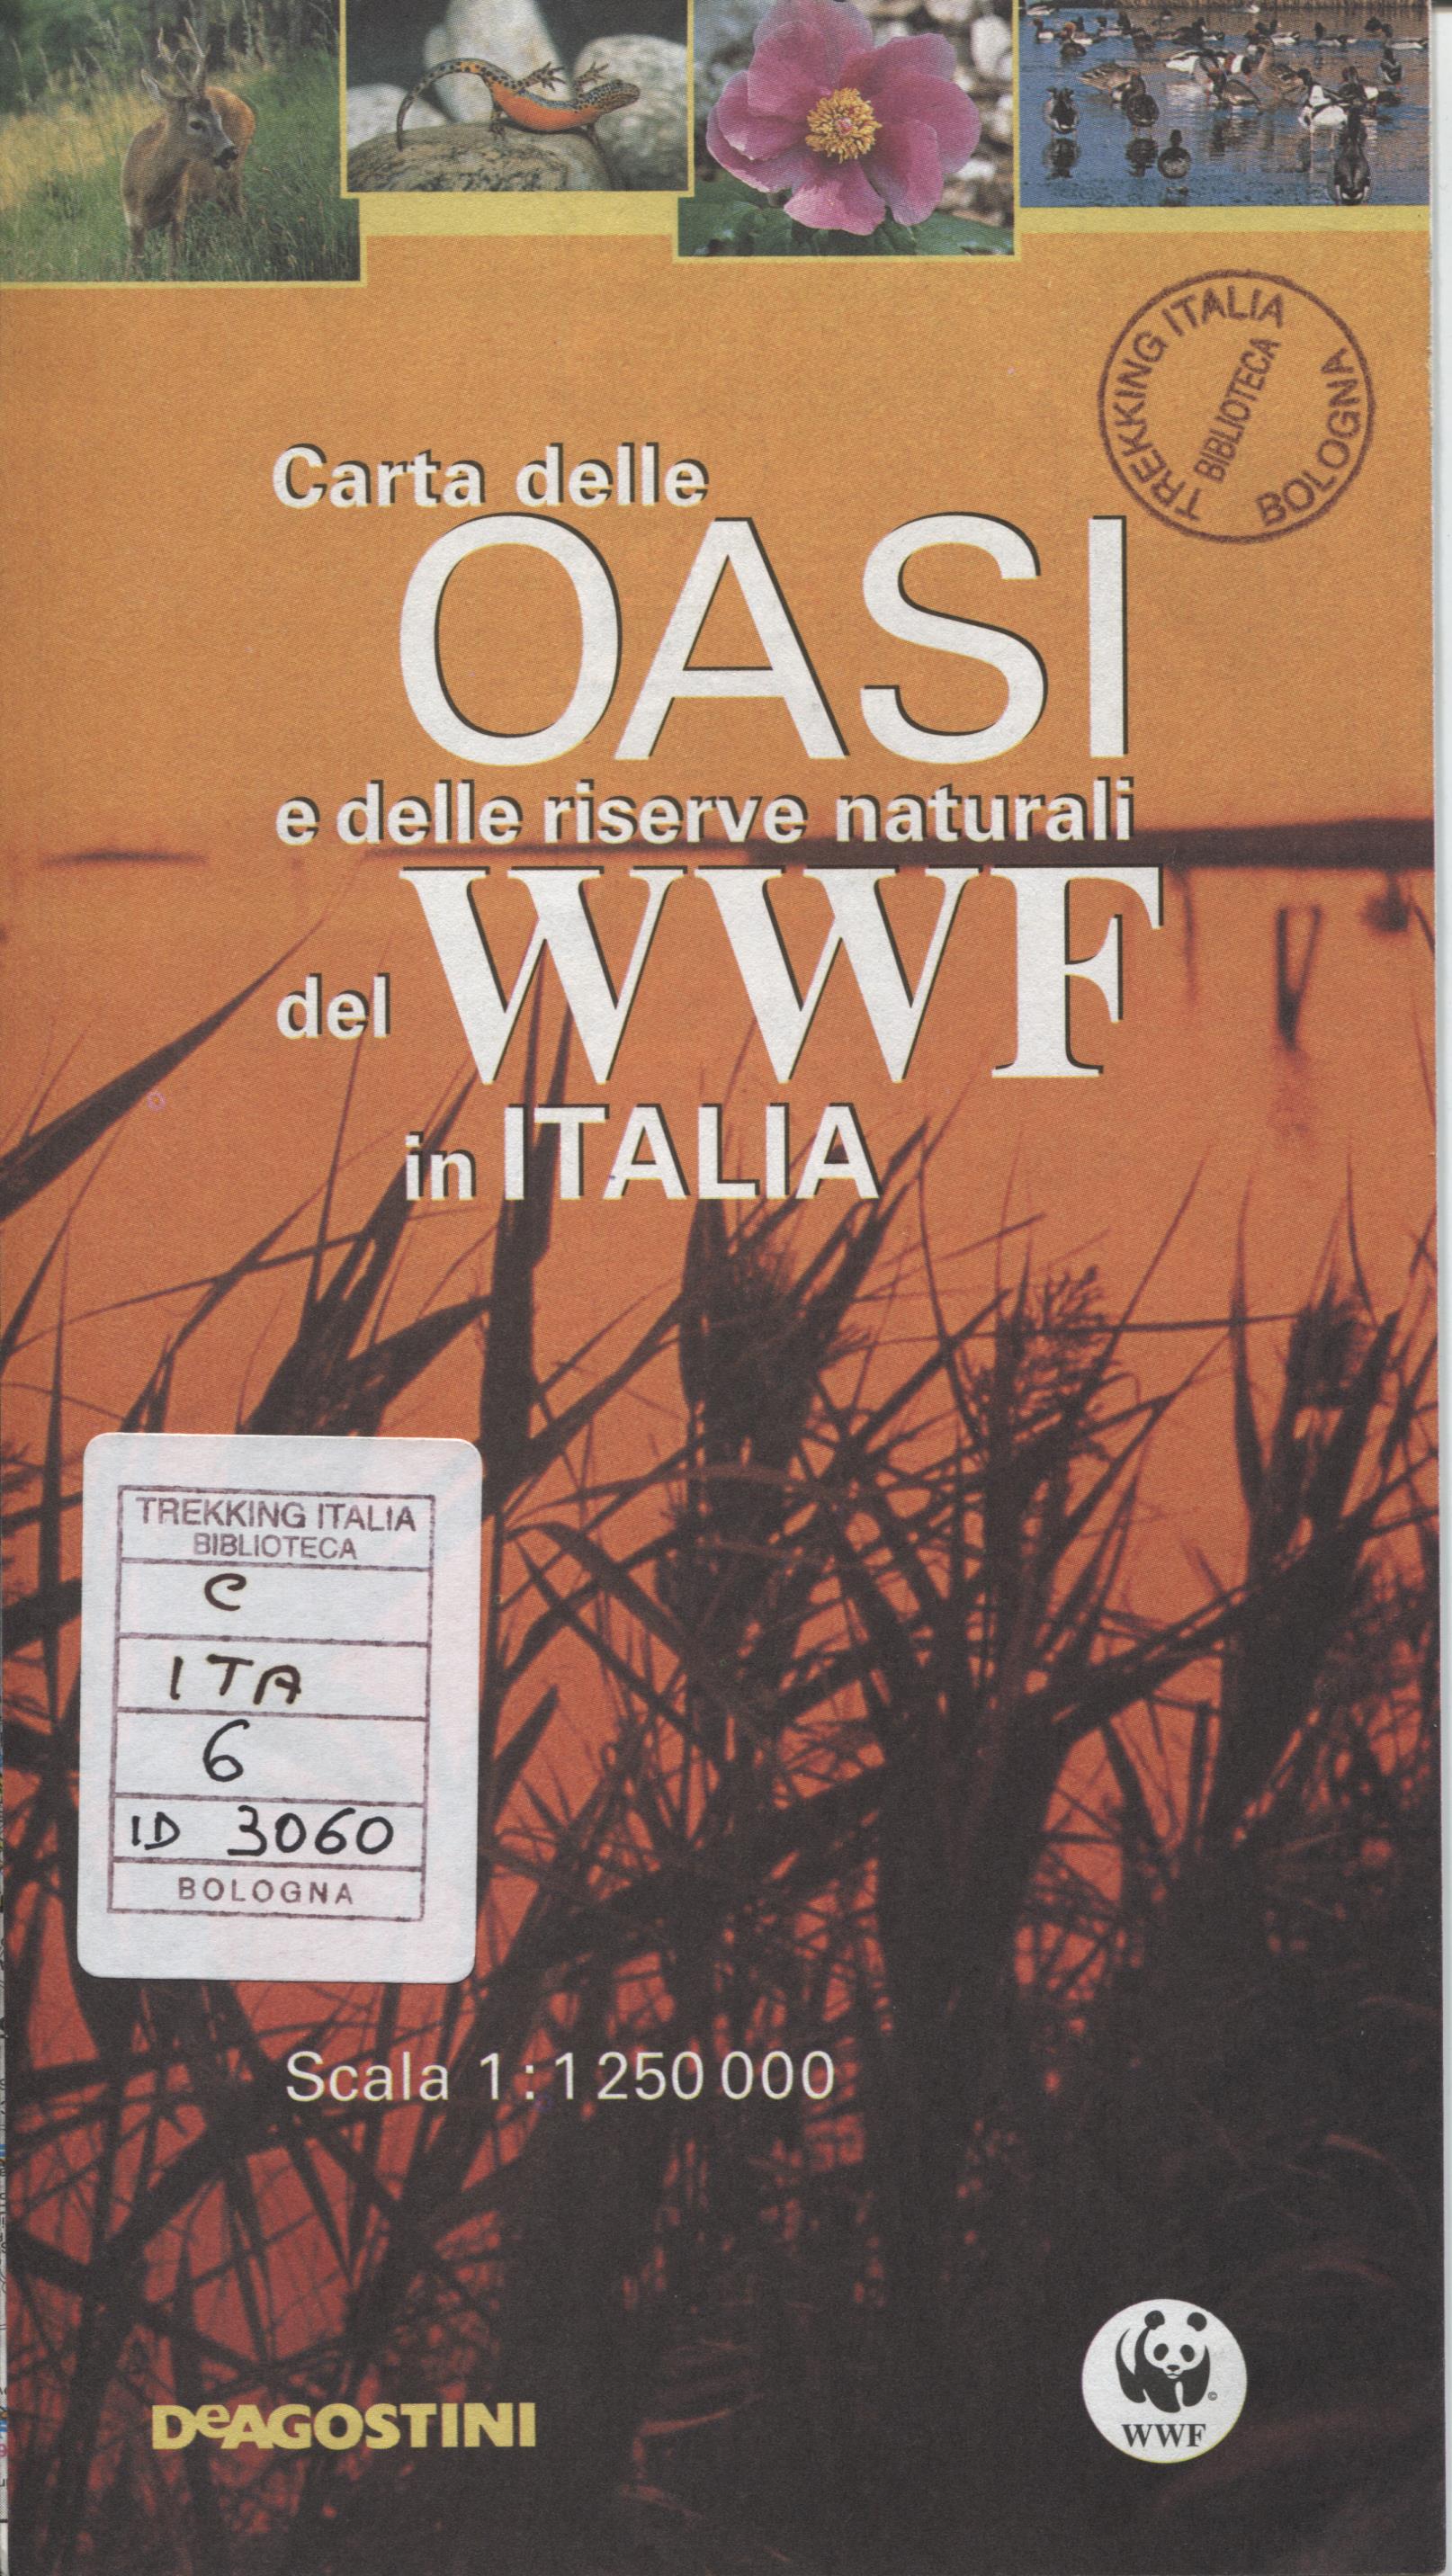 TREKKING ITALIA
BIBLIOTECA
BOLOGNA
Carta delle
OASI
e delle riserve naturali
del WWF
in ITALIA
TREKKING ITALIA
BIBLIOTECA
C
ITA
6
ID 3060
BOLOGNA
Scala 1:1 250 000
DeAGOSTINI
©
WWF